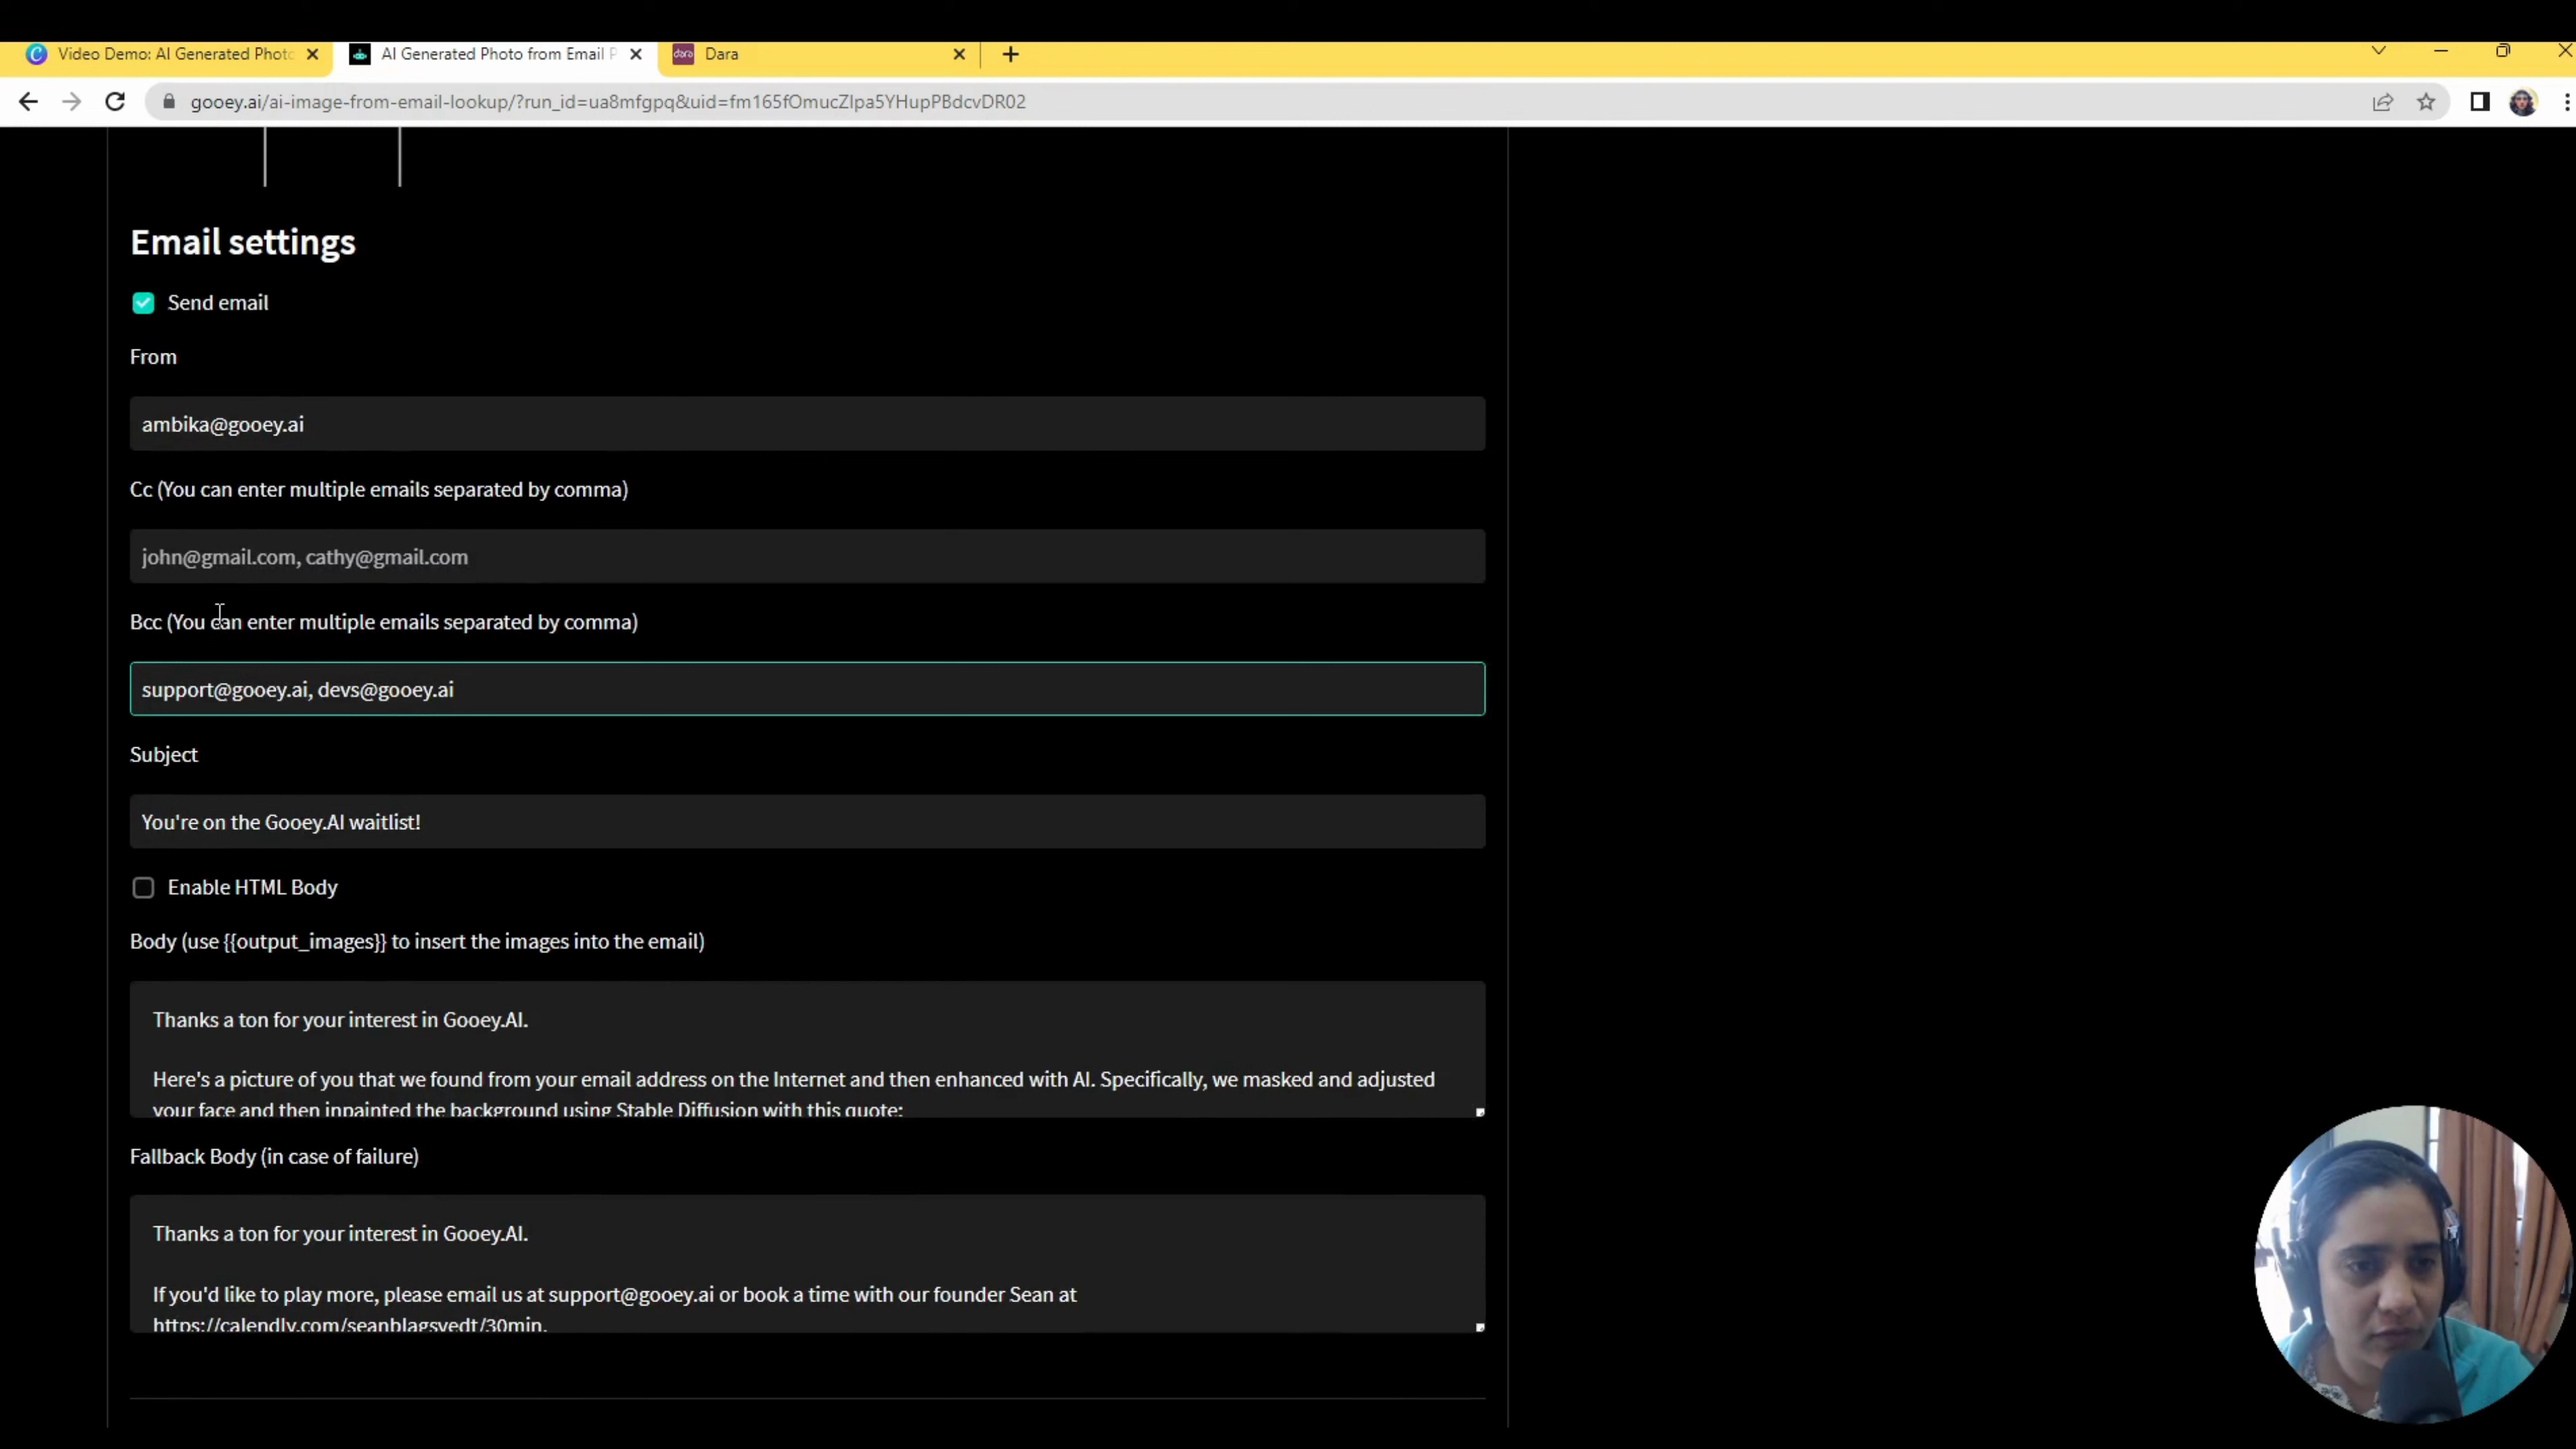 Video Demo: AI Generated Photo
AI Generated Photo from Email P
dara Dara
gooey.ai/ai-image-from-email-lookup/?run_id=ua8mfgpq&uid=fm165fOmucZIpa5YHupPBdcvDR02
Email settings
Send email
From
ambika@gooey.ai
Cc (You can enter multiple emails separated by comma)
john@gmail.com, cathy@gmail.com
Bcc (You can enter multiple emails separated by comma)
support@gooey.ai, devs@gooey.ai
Subject
You're on the Gooey.AI waitlist!
Enable HTML Body
Body (use {{output_images}} to insert the images into the email)
Thanks a ton for your interest in Gooey.AI.
Here's a picture of you that we found from your email address on the Internet and then enhanced with AI. Specifically, we masked and adjusted
your face and then inpainted the background using Stable Diffusion with this quote:
Fallback Body (in case of failure)
Thanks a ton for your interest in Gooey.AI.
If you'd like to play more, please email us at support@gooey.ai or book a time with our founder Sean at
https://calendly.com/seanblagsvedt/30min.